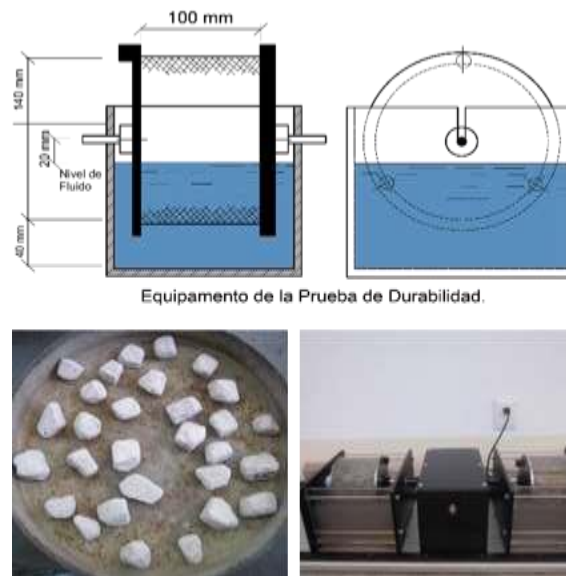 100 mm
140 mm
20 mm
Nivel de
Fluido
40 mm
Equipamento de la Prueba de Durabilidad.